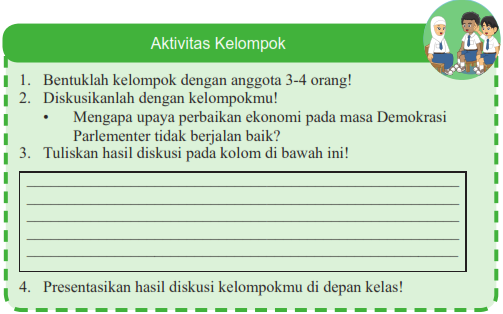 Aktivitas Kelompok
1. Bentuklah kelompok dengan anggota 3-4 orang!
2. Diskusikanlah dengan kelompokmu!
• Mengapa upaya perbaikan ekonomi pada masa Demokrasi
Parlementer tidak berjalan baik?
3. Tuliskan hasil diskusi pada kolom di bawah ini!
4. Presentasikan hasil diskusi kelompokmu di depan kelas!